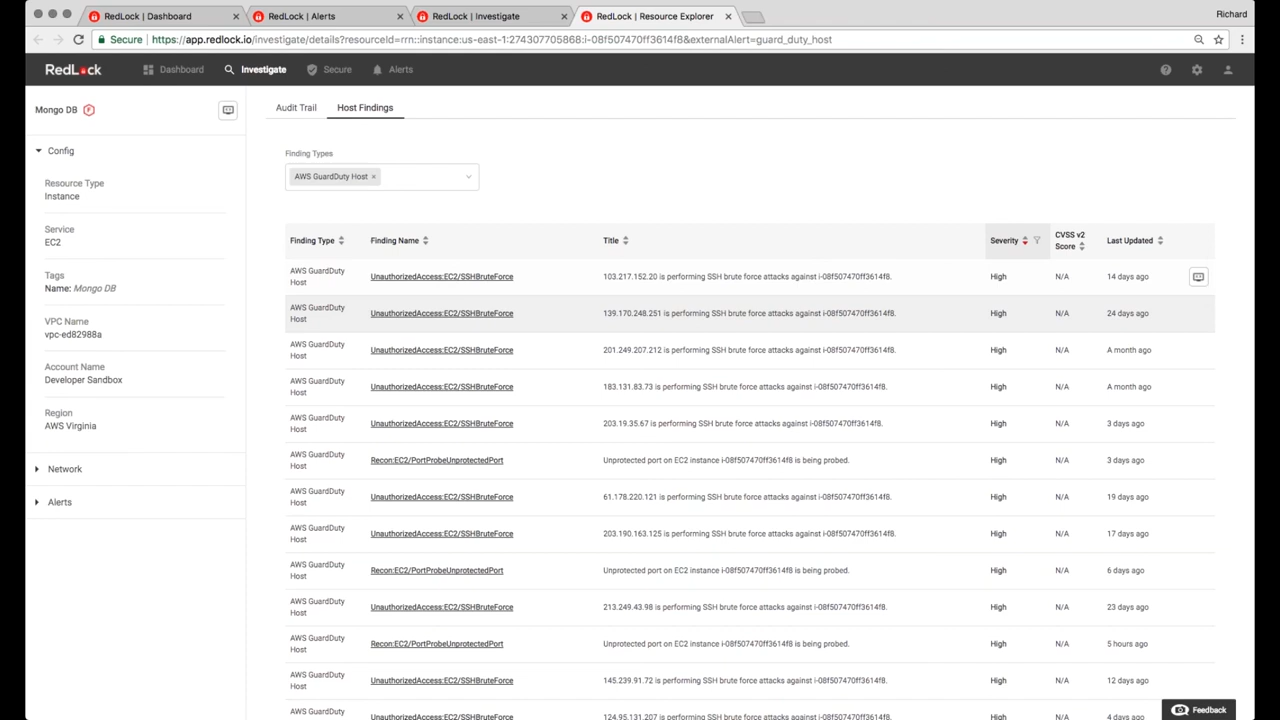 RedLock | Dashboard
RedLock | Alerts
RedLock | Investigate
RedLock | Resource Explorer
Richard
Secure | https://app.redlock.io/investigate/details?resourceId=rrn::instance:us-east-1:274307705868:i-08f507470ff3614f8&externalAlert=guard_duty_host
RedLock
Dashboard
Investigate
Secure
Alerts
Mongo DB
Audit Trail
Host Findings
Config
Resource Type
Instance
Service
EC2
Tags
Name: Mongo DB
VPC Name
vpc-ed82988a
Account Name
Developer Sandbox
Region
AWS Virginia
Network
Alerts
Finding Types
AWS GuardDuty Host ×
Finding Type Finding Name Title Severity CVSS v2 Score Last Updated
AWS GuardDuty Host UnauthorizedAccess:EC2/SSHBruteForce 103.217.152.20 is performing SSH brute force attacks against i-08f507470ff3614f8. High N/A 14 days ago
AWS GuardDuty Host UnauthorizedAccess:EC2/SSHBruteForce 139.170.248.251 is performing SSH brute force attacks against i-08f507470ff3614f8. High N/A 24 days ago
AWS GuardDuty Host UnauthorizedAccess:EC2/SSHBruteForce 201.249.207.212 is performing SSH brute force attacks against i-08f507470ff3614f8. High N/A A month ago
AWS GuardDuty Host UnauthorizedAccess:EC2/SSHBruteForce 183.131.83.73 is performing SSH brute force attacks against i-08f507470ff3614f8. High N/A A month ago
AWS GuardDuty Host UnauthorizedAccess:EC2/SSHBruteForce 203.19.35.67 is performing SSH brute force attacks against i-08f507470ff3614f8. High N/A 3 days ago
AWS GuardDuty Host Recon:EC2/PortProbeUnprotectedPort Unprotected port on EC2 instance i-08f507470ff3614f8 is being probed. High N/A 3 days ago
AWS GuardDuty Host UnauthorizedAccess:EC2/SSHBruteForce 61.178.220.121 is performing SSH brute force attacks against i-08f507470ff3614f8. High N/A 19 days ago
AWS GuardDuty Host UnauthorizedAccess:EC2/SSHBruteForce 203.190.163.125 is performing SSH brute force attacks against i-08f507470ff3614f8. High N/A 17 days ago
AWS GuardDuty Host Recon:EC2/PortProbeUnprotectedPort Unprotected port on EC2 instance i-08f507470ff3614f8 is being probed. High N/A 6 days ago
AWS GuardDuty Host UnauthorizedAccess:EC2/SSHBruteForce 213.249.43.98 is performing SSH brute force attacks against i-08f507470ff3614f8. High N/A 23 days ago
AWS GuardDuty Host Recon:EC2/PortProbeUnprotectedPort Unprotected port on EC2 instance i-08f507470ff3614f8 is being probed. High N/A 5 hours ago
AWS GuardDuty Host UnauthorizedAccess:EC2/SSHBruteForce 145.239.91.72 is performing SSH brute force attacks against i-08f507470ff3614f8. High N/A 12 days ago
AWS GuardDuty UnauthorizedAccess:EC2/SSHBruteForce 124.95.131.207 is performing SSH brute force attacks against i-08f507470ff3614f8. High N/A 4 days ago
Feedback